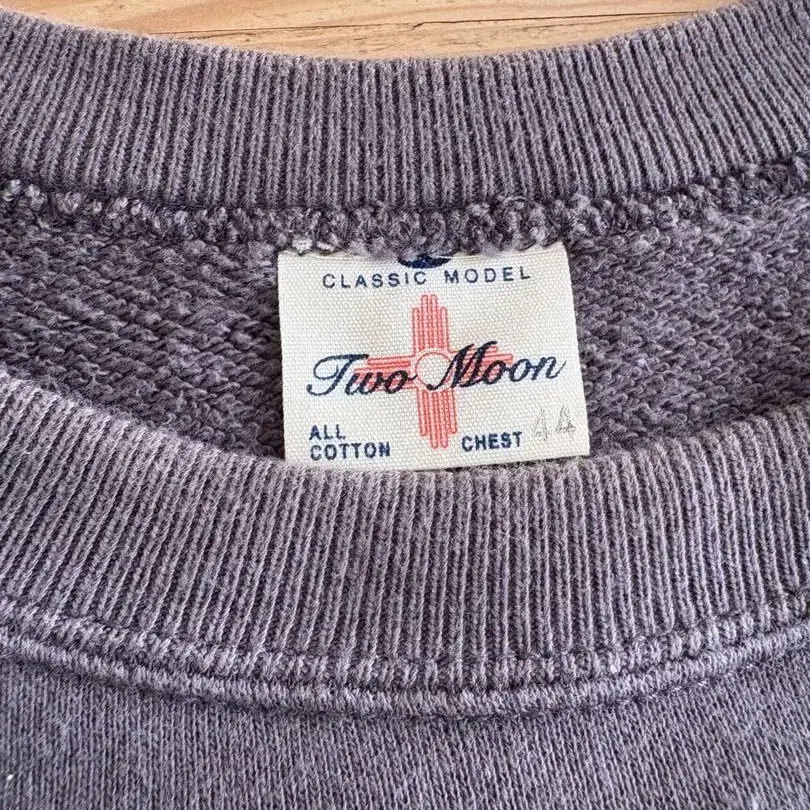 CLASSIC MODEL
Two Moon
ALL
COTTON
CHEST 44